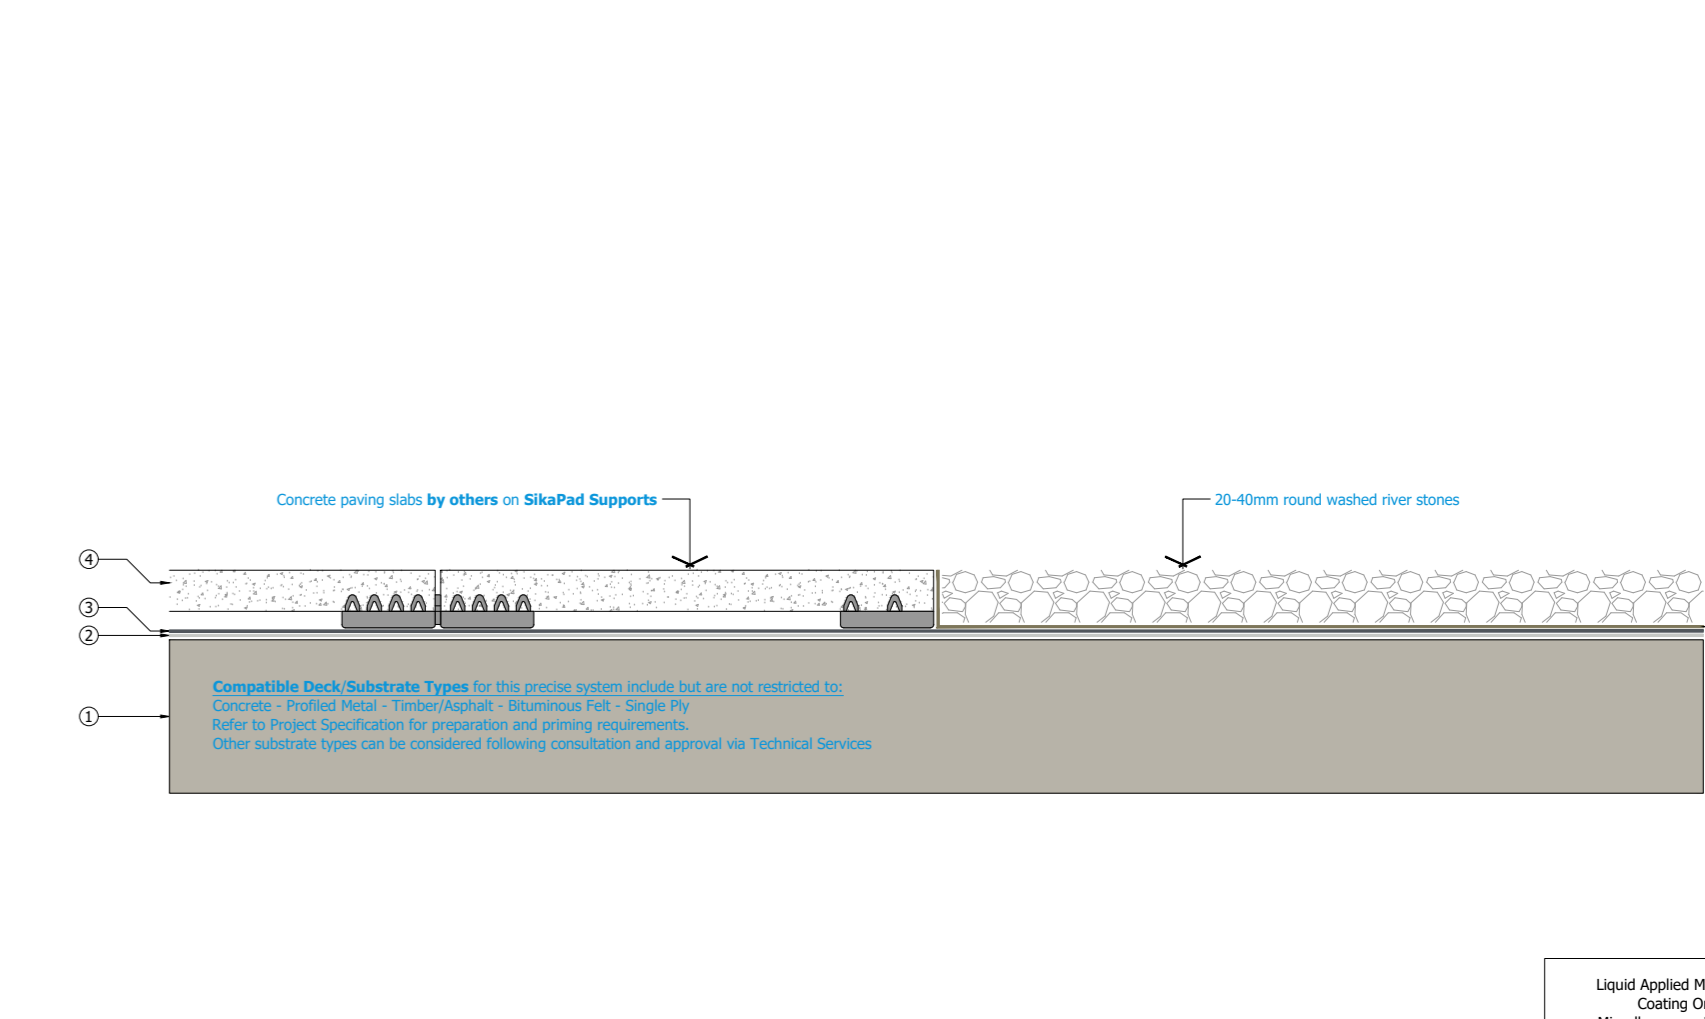 Concrete paving slabs by others on SikaPad Supports
20-40mm round washed river stones
4
3
2
1
Compatible Deck/Substrate Types for this precise system include but are not restricted to:
Concrete - Profiled Metal - Timber/Asphalt - Bituminous Felt - Single Ply
Refer to Project Specification for preparation and priming requirements.
Other substrate types can be considered following consultation and approval via Technical Services
Liquid Applied M
Coating O